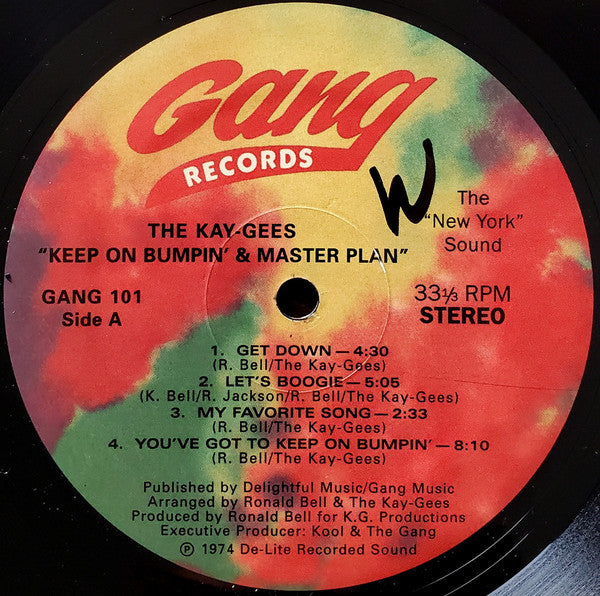 Gang
RECORDS
W
The
"New York"
Sound
THE KAY-GEES
"KEEP ON BUMPIN' & MASTER PLAN"
GANG 101
Side A
33⅓ RPM
STEREO
1. GET DOWN — 4:30
(R. Bell/The Kay-Gees)
2. LET'S BOOGIE — 5:05
(K. Bell/R. Jackson/R. Bell/The Kay-Gees)
3. MY FAVORITE SONG — 2:33
(R. Bell/The Kay-Gees)
4. YOU'VE GOT TO KEEP ON BUMPIN' — 8:10
(R. Bell/The Kay-Gees)
Published by Delightful Music/Gang Music
Arranged by Ronald Bell & The Kay-Gees
Produced by Ronald Bell for K.G. Productions
Executive Producer: Kool & The Gang
℗ 1974 De-Lite Recorded Sound